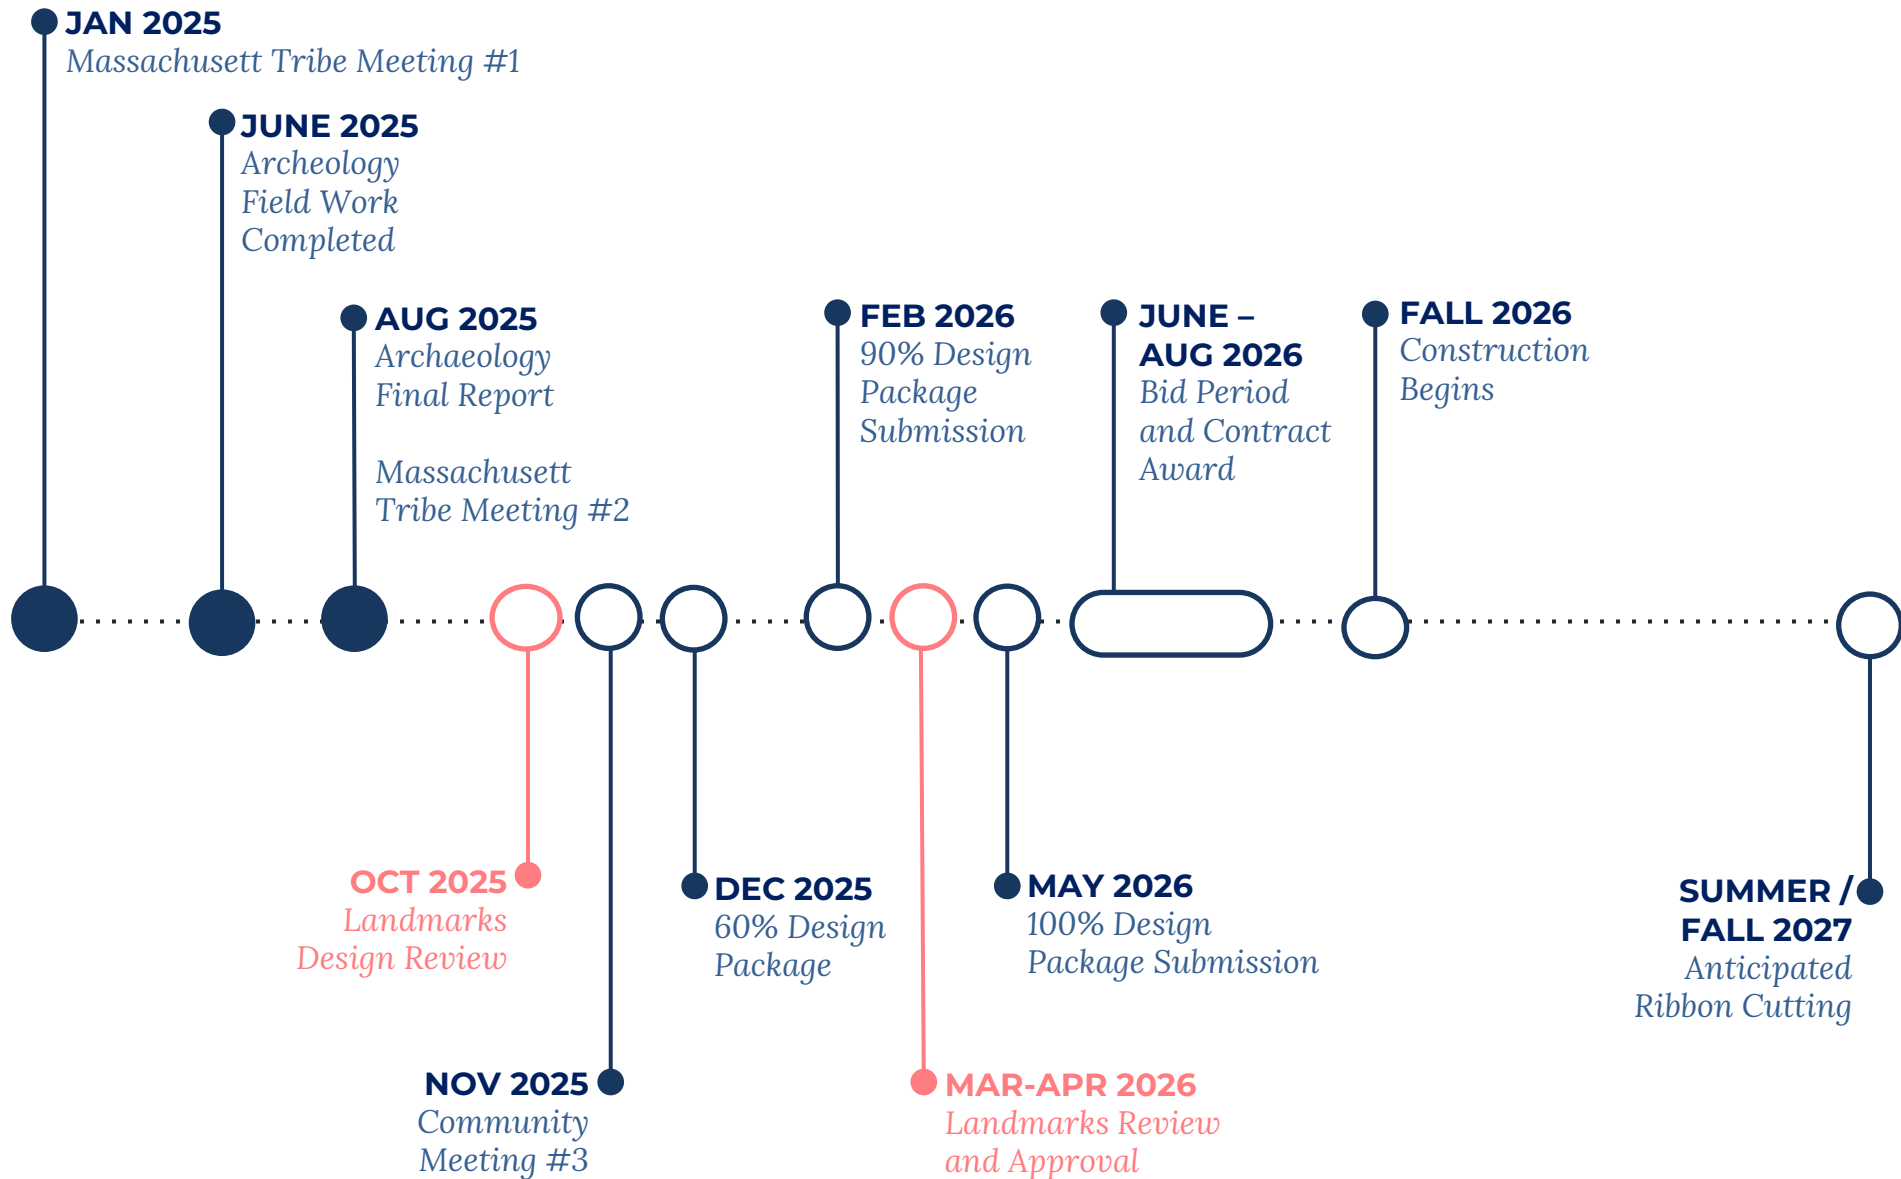 JAN 2025
Massachusett Tribe Meeting #1
JUNE 2025
Archeology
Field Work
Completed
AUG 2025
Archaeology
Final Report
Massachusett
Tribe Meeting #2
OCT 2025
Landmarks
Design Review
NOV 2025
Community
Meeting #3
DEC 2025
60% Design
Package
FEB 2026
90% Design
Package
Submission
MAR-APR 2026
Landmarks Review
and Approval
MAY 2026
100% Design
Package Submission
JUNE –
AUG 2026
Bid Period
and Contract
Award
FALL 2026
Construction
Begins
SUMMER /
FALL 2027
Anticipated
Ribbon Cutting